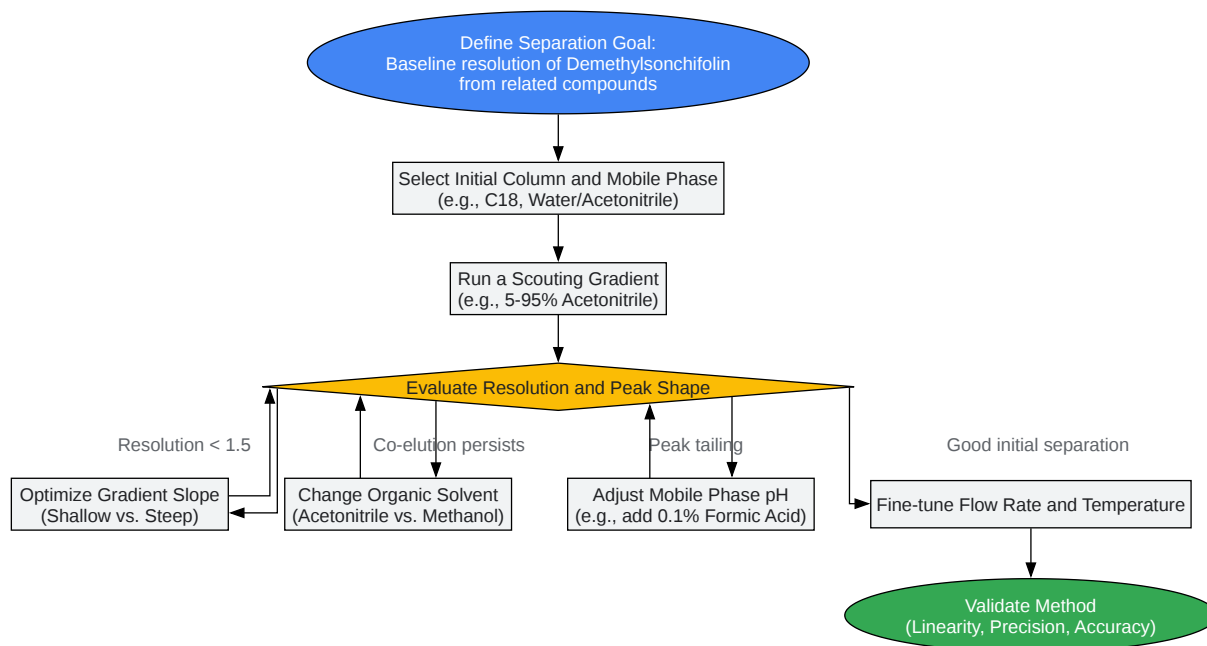 Define Separation Goal:
Baseline resolution of Demethylsonchifolin
from related compounds
Select Initial Column and Mobile Phase
(e.g., C18, Water/Acetonitrile)
Run a Scouting Gradient
(e.g., 5-95% Acetonitrile)
Evaluate Resolution and Peak Shape
Resolution < 1.5
Co-elution persists
Peak tailing
Good initial separation
Optimize Gradient Slope
(Shallow vs. Steep)
Change Organic Solvent
(Acetonitrile vs. Methanol)
Adjust Mobile Phase pH
(e.g., add 0.1% Formic Acid)
Fine-tune Flow Rate and Temperature
Validate Method
(Linearity, Precision, Accuracy)